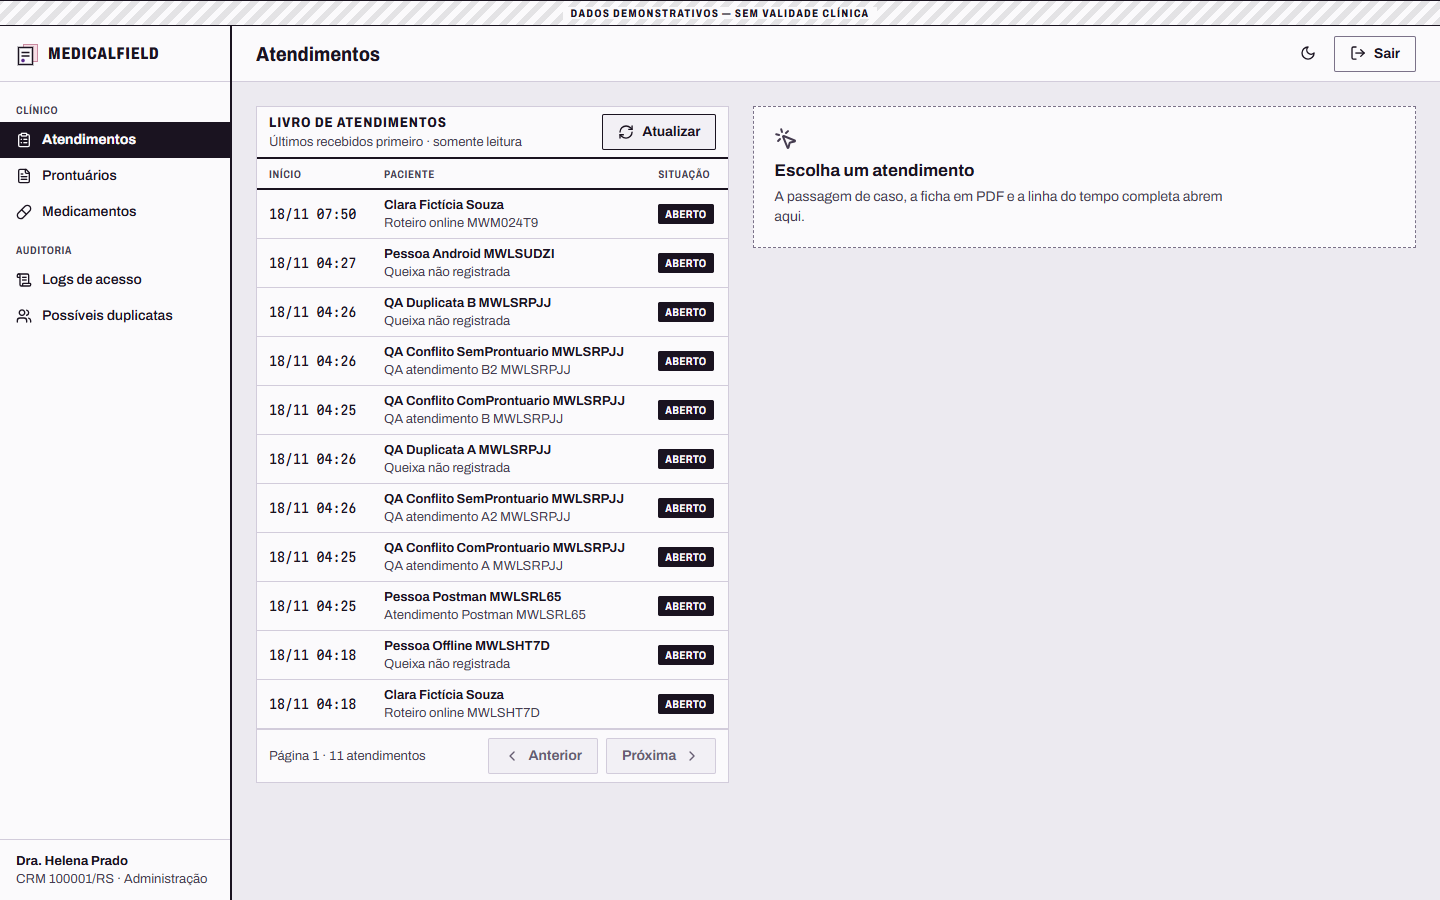 DADOS DEMONSTRATIVOS — SEM VALIDADE CLÍNICA
MEDICALFIELD
Atendimentos
Sair
CLÍNICO
Atendimentos
Prontuários
Medicamentos
AUDITORIA
Logs de acesso
Possíveis duplicatas
Dra. Helena Prado
CRM 100001/RS · Administração
LIVRO DE ATENDIMENTOS
Últimos recebidos primeiro · somente leitura
Atualizar
INÍCIO PACIENTE SITUAÇÃO
18/11 07:50 Clara Fictícia Souza ABERTO
Roteiro online MWM024T9
18/11 04:27 Pessoa Android MWLSUDZI ABERTO
Queixa não registrada
18/11 04:26 QA Duplicata B MWLSRPJJ ABERTO
Queixa não registrada
18/11 04:26 QA Conflito SemProntuario MWLSRPJJ ABERTO
QA atendimento B2 MWLSRPJJ
18/11 04:25 QA Conflito ComProntuario MWLSRPJJ ABERTO
QA atendimento B MWLSRPJJ
18/11 04:26 QA Duplicata A MWLSRPJJ ABERTO
Queixa não registrada
18/11 04:26 QA Conflito SemProntuario MWLSRPJJ ABERTO
QA atendimento A2 MWLSRPJJ
18/11 04:25 QA Conflito ComProntuario MWLSRPJJ ABERTO
QA atendimento A MWLSRPJJ
18/11 04:25 Pessoa Postman MWLSRL65 ABERTO
Atendimento Postman MWLSRL65
18/11 04:18 Pessoa Offline MWLSHT7D ABERTO
Queixa não registrada
18/11 04:18 Clara Fictícia Souza ABERTO
Roteiro online MWLSHT7D
Página 1 · 11 atendimentos
Anterior
Próxima
Escolha um atendimento
A passagem de caso, a ficha em PDF e a linha do tempo completa abrem
aqui.